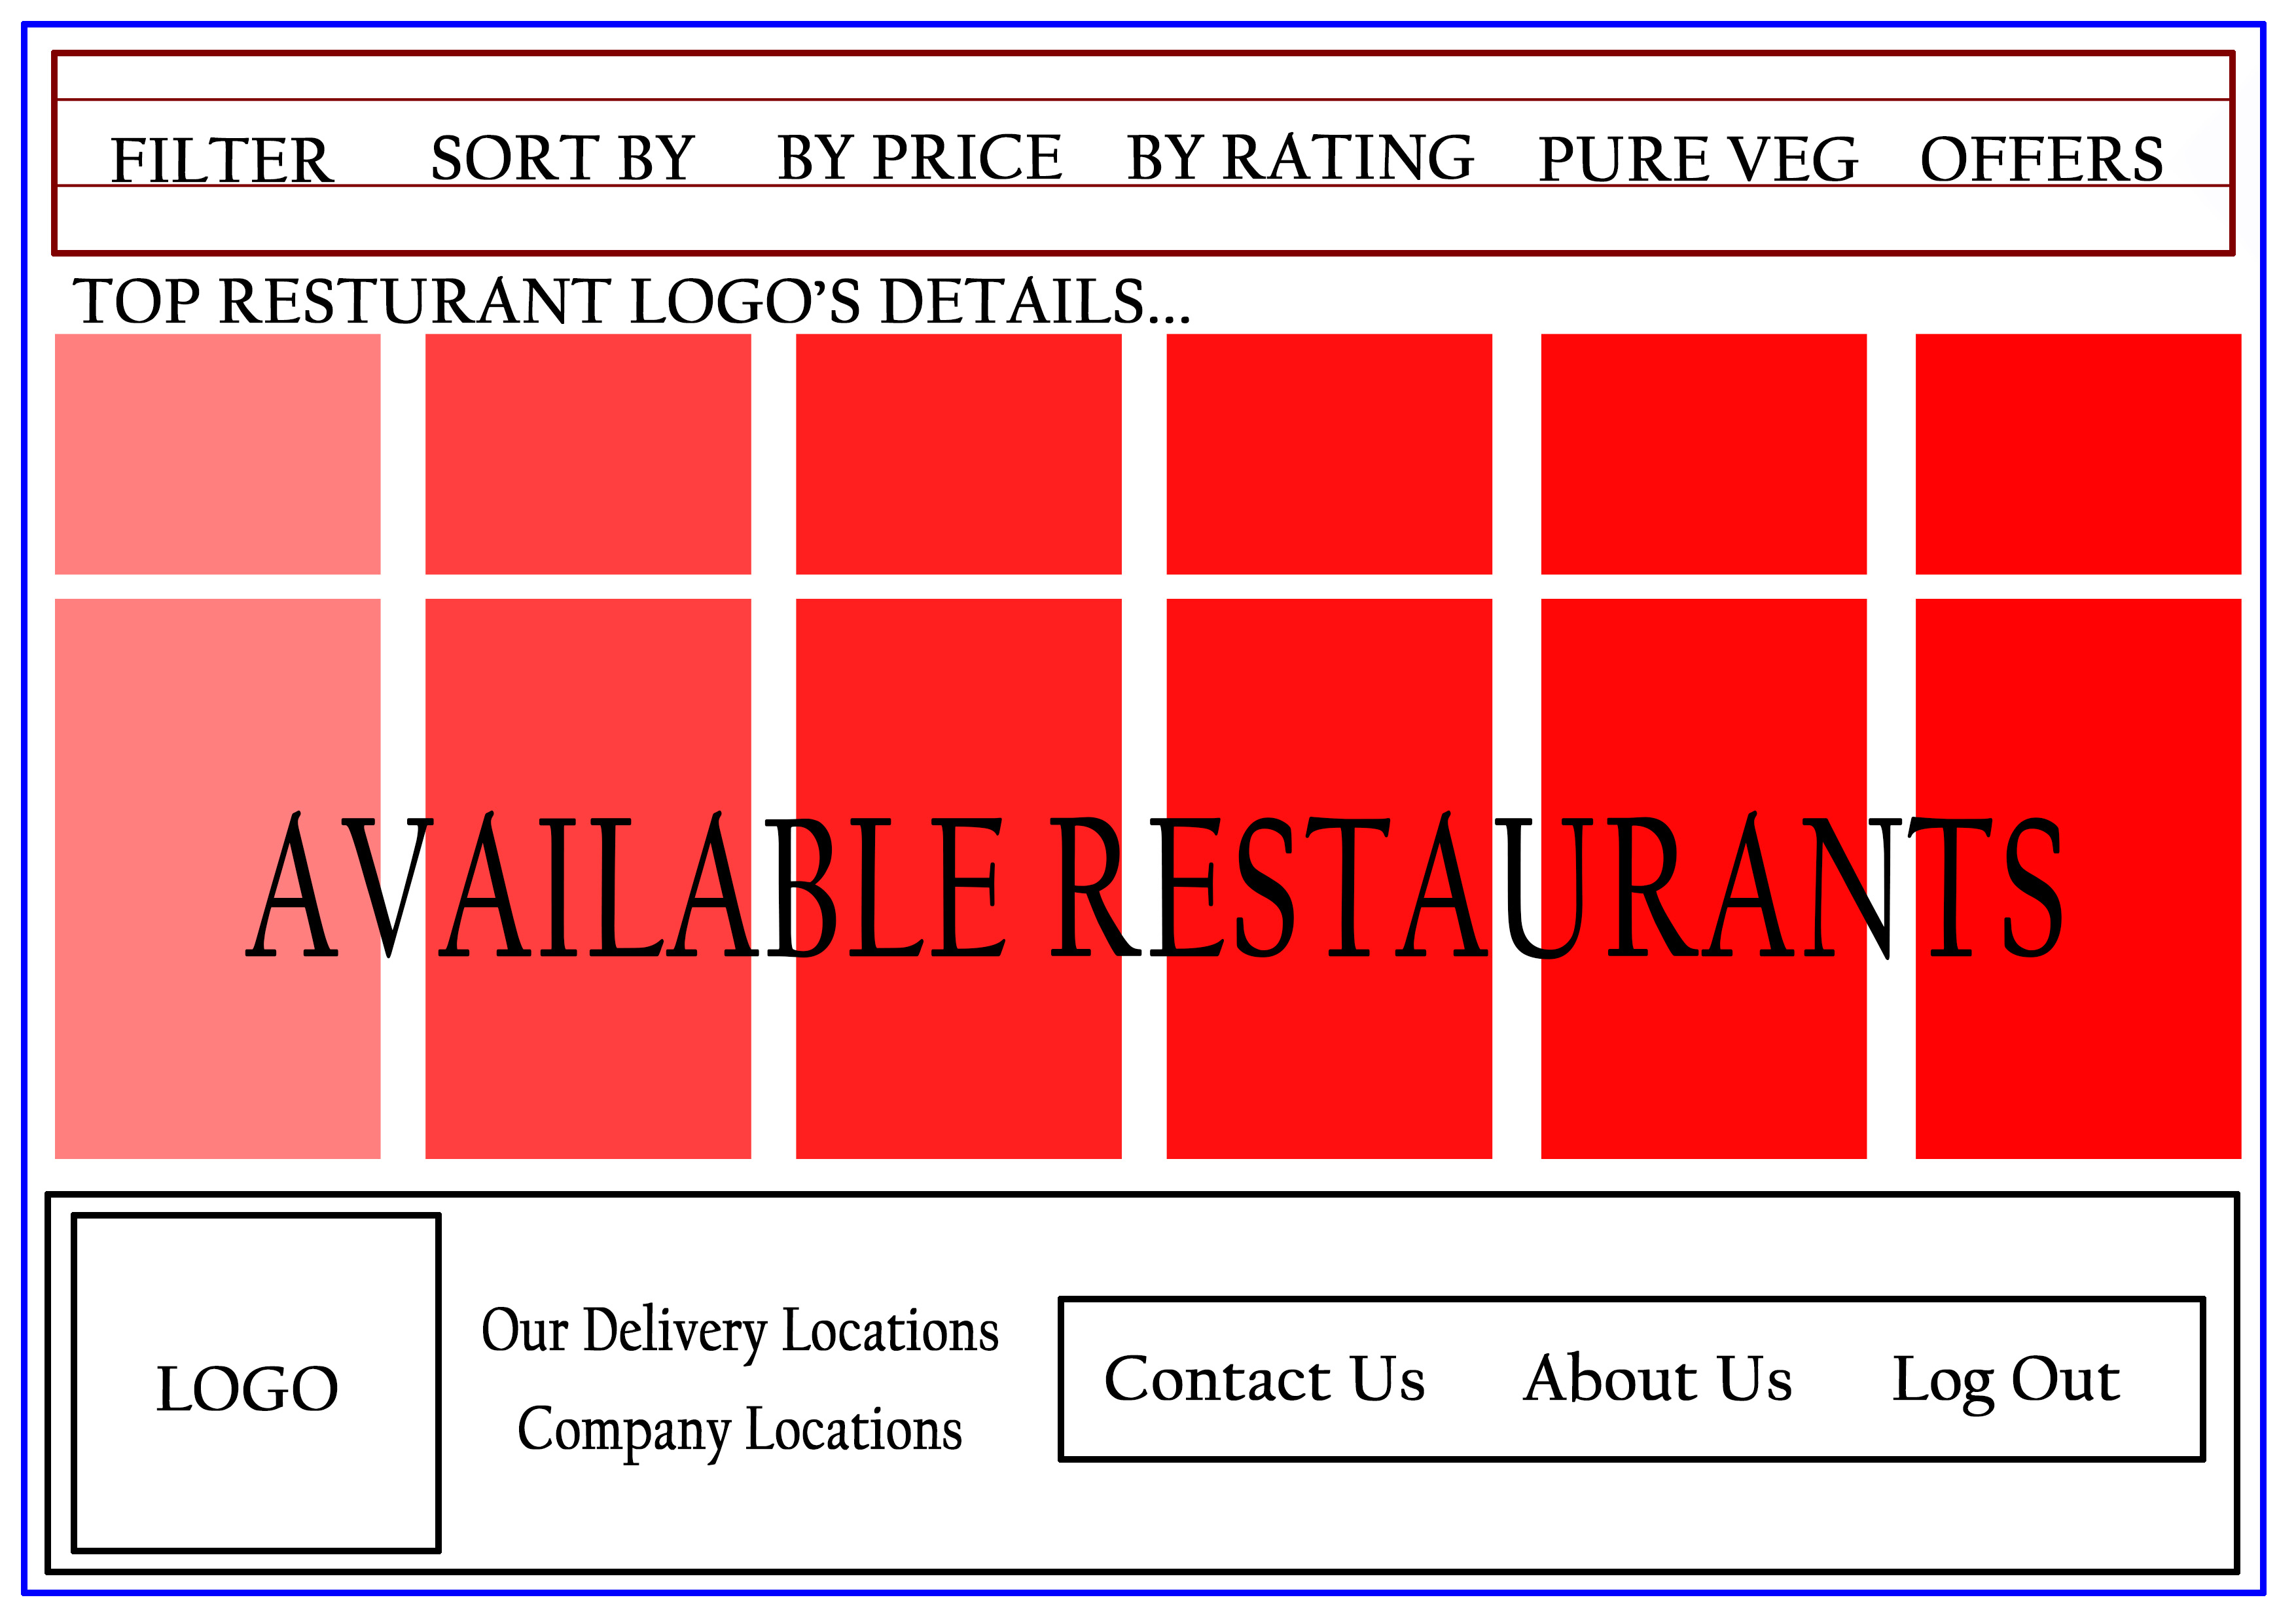 FILTER SORT BY BY PRICE BY RATING PURE VEG OFFERS
TOP RESTURANT LOGO’S DETAILS...
AVAILABLE RESTAURANTS
LOGO
Our Delivery Locations
Company Locations
Contact Us About Us Log Out